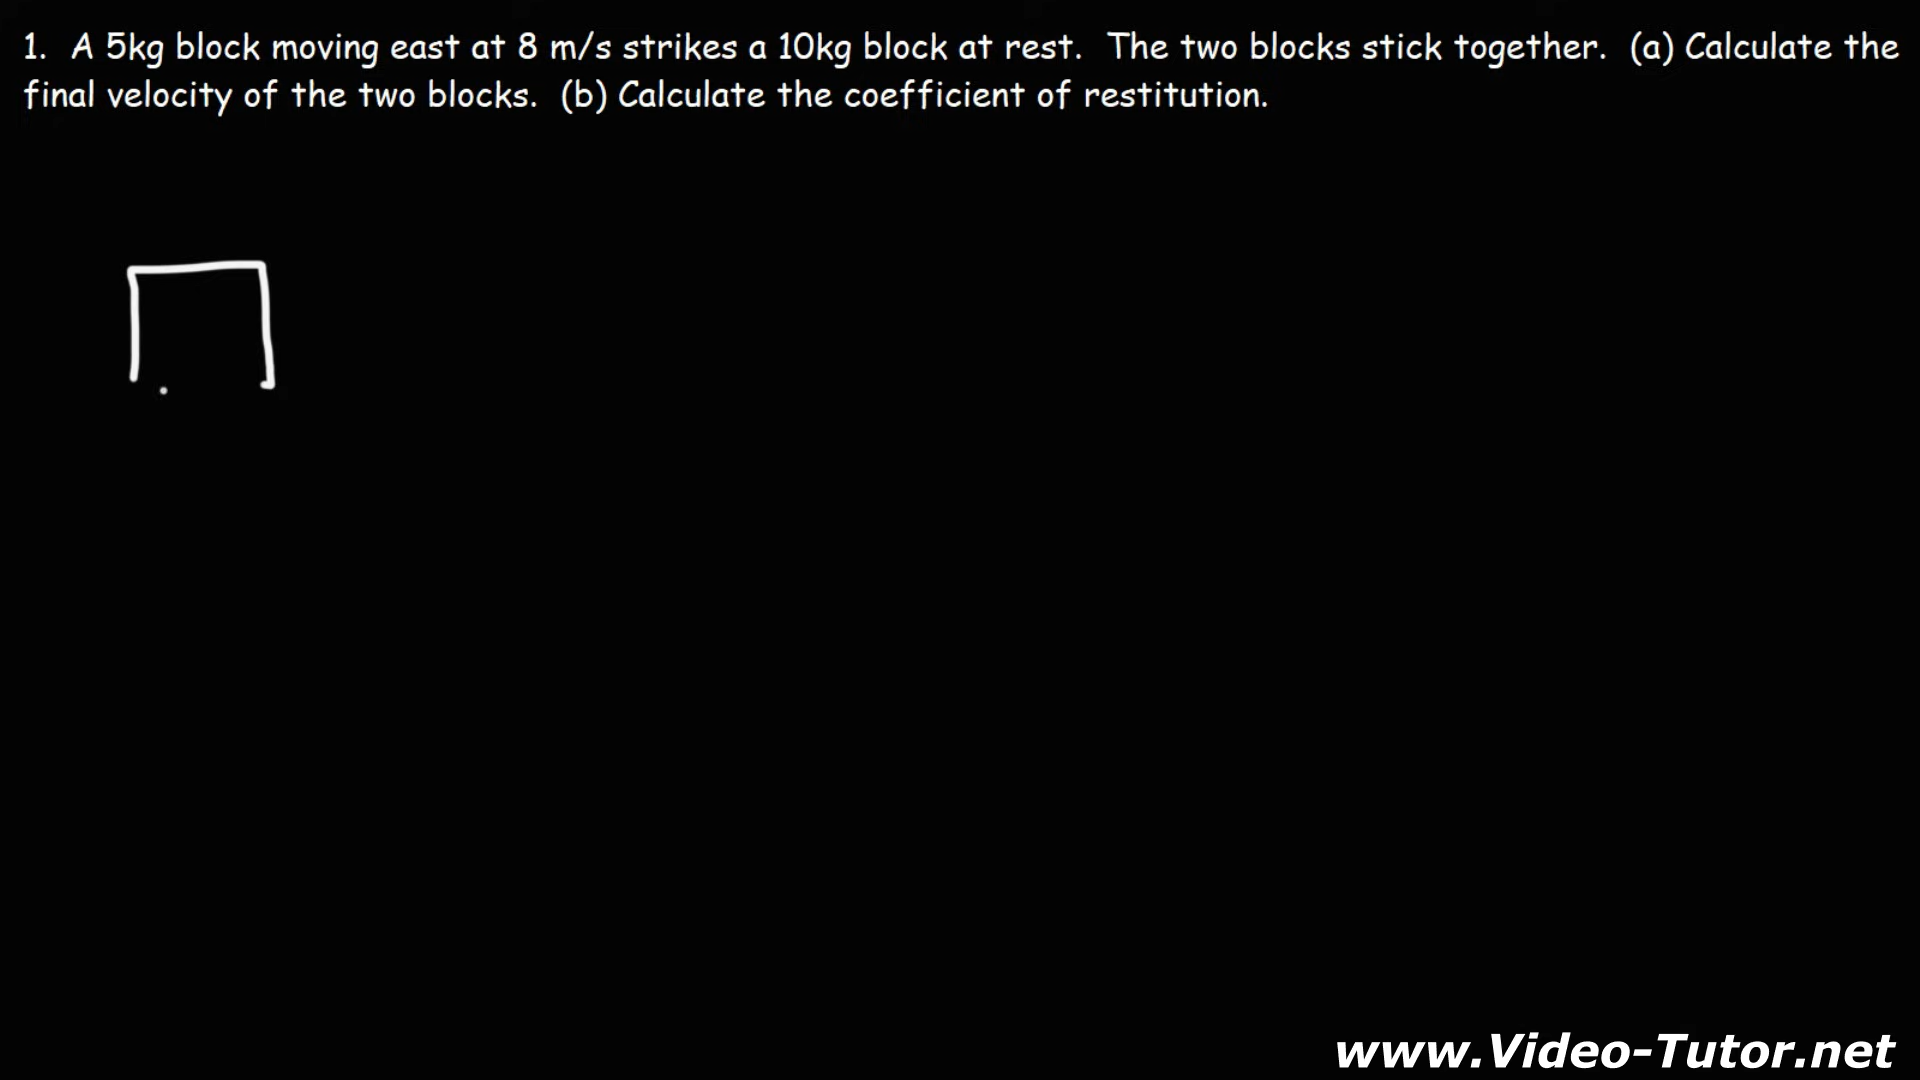 1. A 5kg block moving east at 8 m/s strikes a 10kg block at rest. The two blocks stick together. (a) Calculate the
final velocity of the two blocks. (b) Calculate the coefficient of restitution.
www.Video-Tutor.net